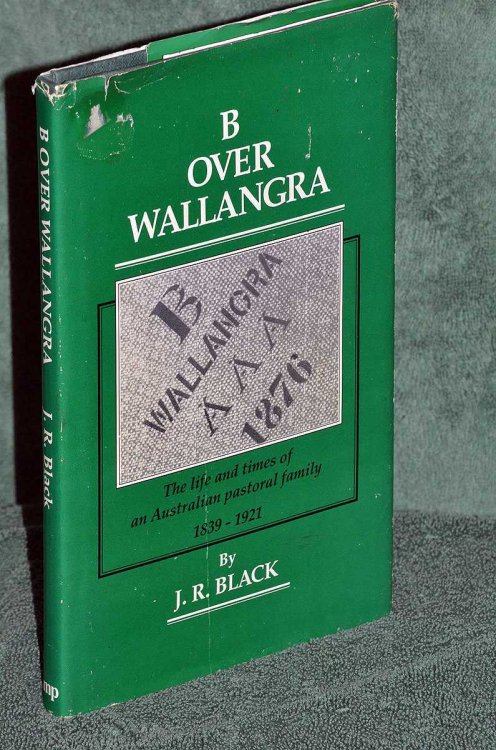 B
OVER
WALLANGRA
B
WALLANGRA
A A A
1876
The life and times of
an Australian pastoral family
1839 - 1921
By
J. R. BLACK
B OVER WALLANGRA J. R. Black
mp